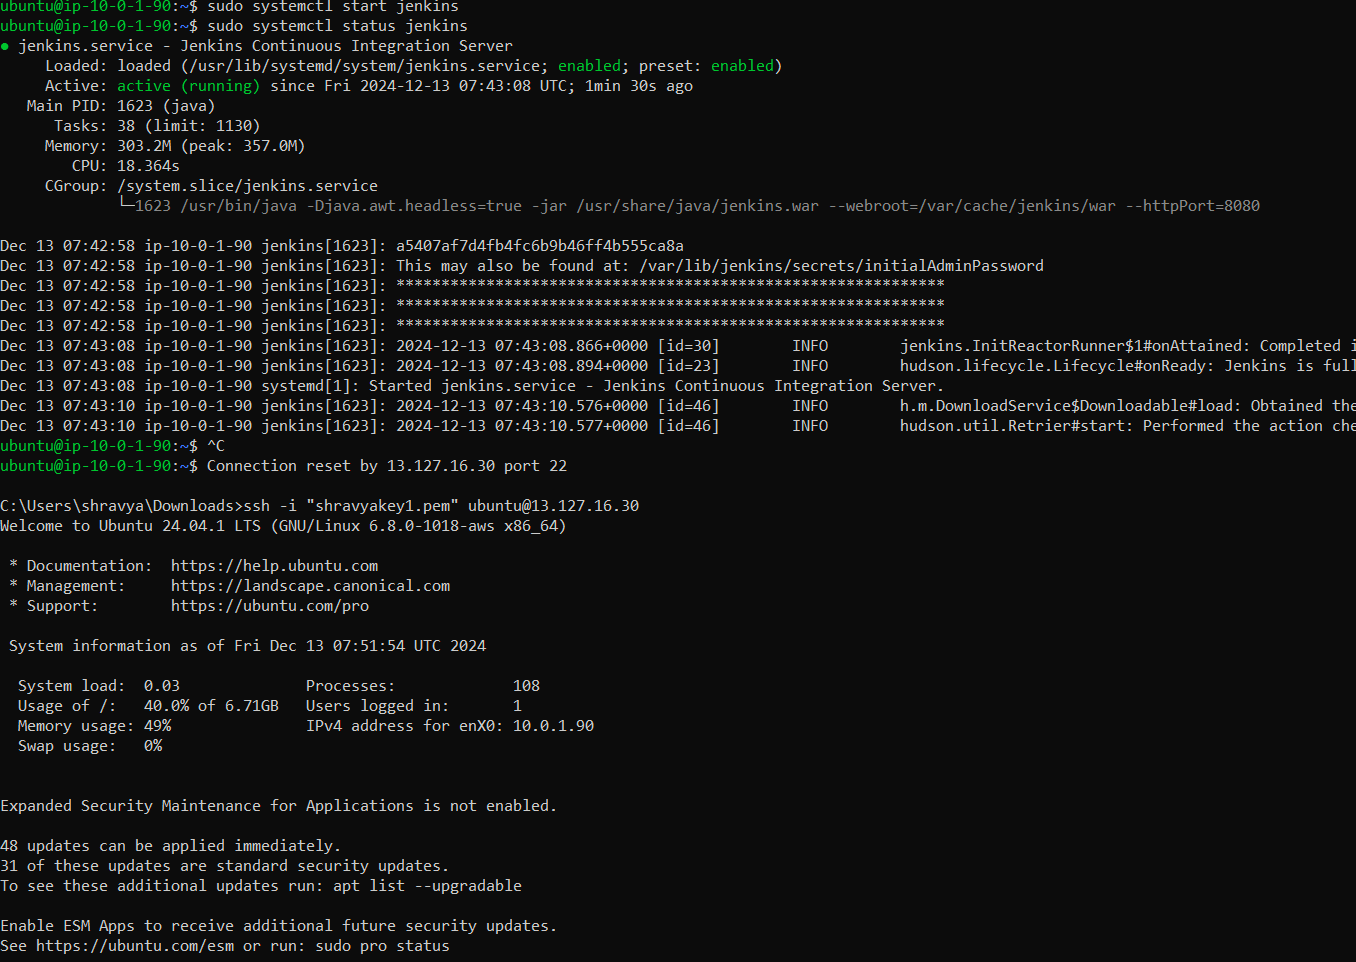 ubuntu@ip-10-0-1-90:~$ sudo systemctl start jenkins
ubuntu@ip-10-0-1-90:~$ sudo systemctl status jenkins
● jenkins.service - Jenkins Continuous Integration Server
     Loaded: loaded (/usr/lib/systemd/system/jenkins.service; enabled; preset: enabled)
     Active: active (running) since Fri 2024-12-13 07:43:08 UTC; 1min 30s ago
   Main PID: 1623 (java)
      Tasks: 38 (limit: 1130)
     Memory: 303.2M (peak: 357.0M)
        CPU: 18.364s
     CGroup: /system.slice/jenkins.service
             └─1623 /usr/bin/java -Djava.awt.headless=true -jar /usr/share/java/jenkins.war --webroot=/var/cache/jenkins/war --httpPort=8080
Dec 13 07:42:58 ip-10-0-1-90 jenkins[1623]: a5407af7d4fb4fc6b9b46ff4b555ca8a
Dec 13 07:42:58 ip-10-0-1-90 jenkins[1623]: This may also be found at: /var/lib/jenkins/secrets/initialAdminPassword
Dec 13 07:42:58 ip-10-0-1-90 jenkins[1623]: *************************************************************
Dec 13 07:42:58 ip-10-0-1-90 jenkins[1623]: *************************************************************
Dec 13 07:42:58 ip-10-0-1-90 jenkins[1623]: *************************************************************
Dec 13 07:43:08 ip-10-0-1-90 jenkins[1623]: 2024-12-13 07:43:08.866+0000 [id=30]        INFO        jenkins.InitReactorRunner$1#onAttained: Completed i
Dec 13 07:43:08 ip-10-0-1-90 jenkins[1623]: 2024-12-13 07:43:08.894+0000 [id=23]        INFO        hudson.lifecycle.Lifecycle#onReady: Jenkins is full
Dec 13 07:43:08 ip-10-0-1-90 systemd[1]: Started jenkins.service - Jenkins Continuous Integration Server.
Dec 13 07:43:10 ip-10-0-1-90 jenkins[1623]: 2024-12-13 07:43:10.576+0000 [id=46]        INFO        h.m.DownloadService$Downloadable#load: Obtained the
Dec 13 07:43:10 ip-10-0-1-90 jenkins[1623]: 2024-12-13 07:43:10.577+0000 [id=46]        INFO        hudson.util.Retrier#start: Performed the action che
ubuntu@ip-10-0-1-90:~$ ^C
ubuntu@ip-10-0-1-90:~$ Connection reset by 13.127.16.30 port 22
C:\Users\shravya\Downloads>ssh -i "shravyakey1.pem" ubuntu@13.127.16.30
Welcome to Ubuntu 24.04.1 LTS (GNU/Linux 6.8.0-1018-aws x86_64)
 * Documentation:  https://help.ubuntu.com
 * Management:     https://landscape.canonical.com
 * Support:        https://ubuntu.com/pro
 System information as of Fri Dec 13 07:51:54 UTC 2024
  System load:  0.03              Processes:             108
  Usage of /:   40.0% of 6.71GB   Users logged in:       1
  Memory usage: 49%               IPv4 address for enX0: 10.0.1.90
  Swap usage:   0%
Expanded Security Maintenance for Applications is not enabled.
48 updates can be applied immediately.
31 of these updates are standard security updates.
To see these additional updates run: apt list --upgradable
Enable ESM Apps to receive additional future security updates.
See https://ubuntu.com/esm or run: sudo pro status